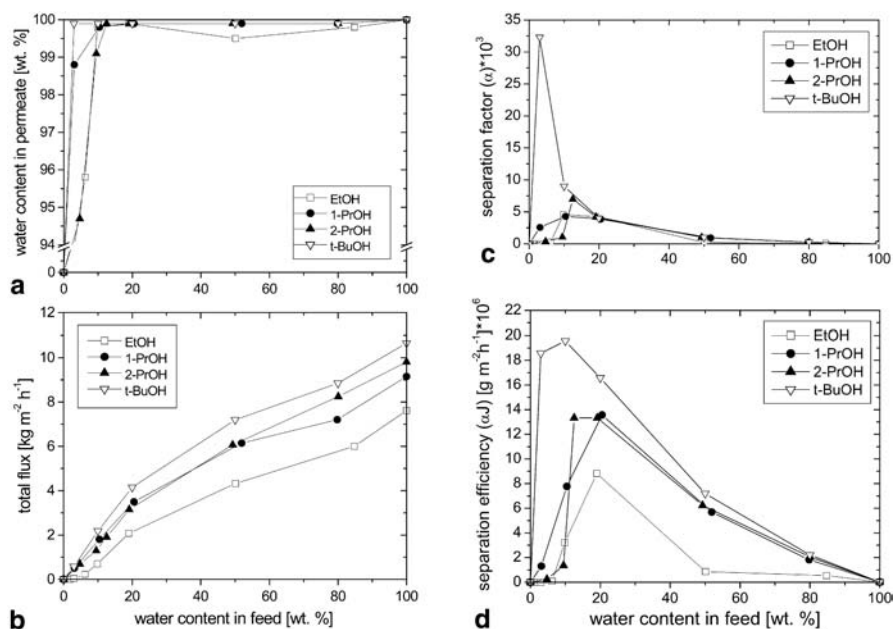 100
99
98
97
96
95
94
0
water content in permeate [wt. %]
EtOH
1-PrOH
2-PrOH
t-BuOH
0 20 40 60 80 100
a
12
10
8
6
4
2
0
total flux [kg m⁻² h⁻¹]
EtOH
1-PrOH
2-PrOH
t-BuOH
0 20 40 60 80 100
water content in feed [wt. %]
b
35
30
25
20
15
10
5
0
separation factor (α)*10³
EtOH
1-PrOH
2-PrOH
t-BuOH
0 20 40 60 80 100
c
22
20
18
16
14
12
10
8
6
4
2
0
separation efficiency (αJ) [g m⁻²h⁻¹]*10⁶
EtOH
1-PrOH
2-PrOH
t-BuOH
0 20 40 60 80 100
water content in feed [wt. %]
d